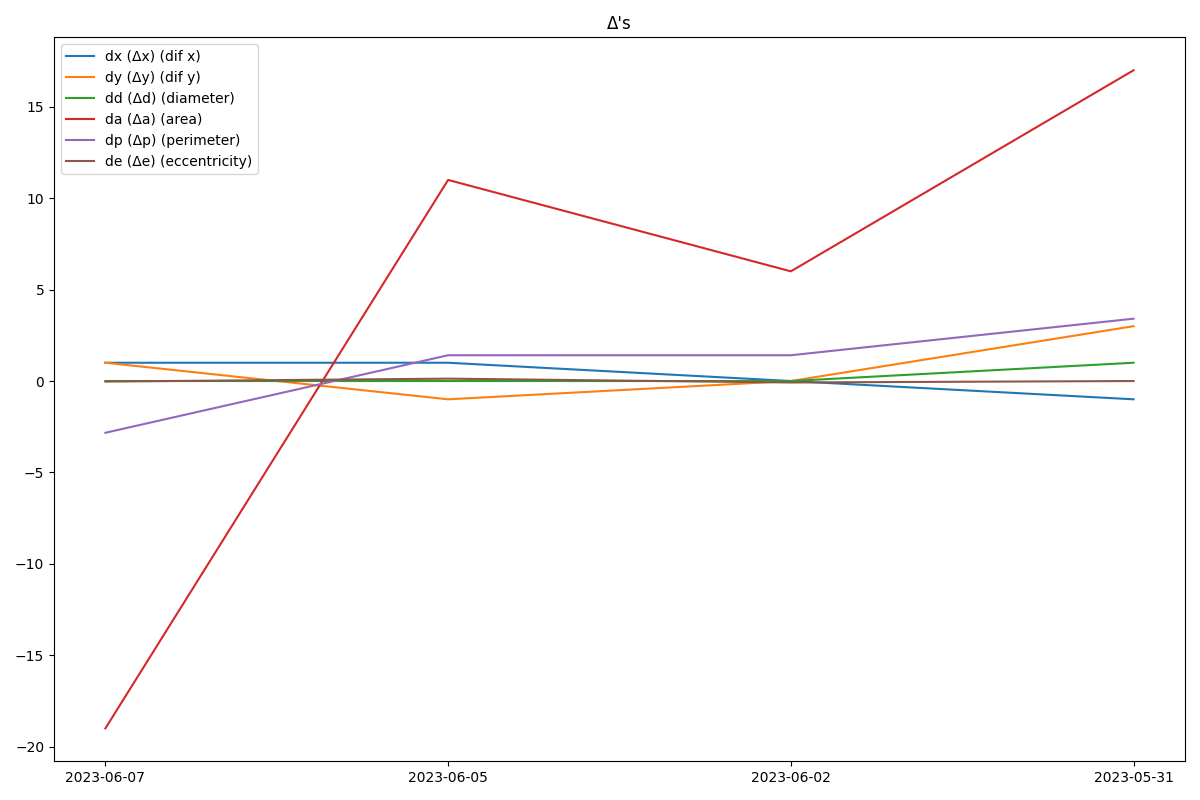 Δ's
dx (Δx) (dif x)
dy (Δy) (dif y)
dd (Δd) (diameter)
da (Δa) (area)
dp (Δp) (perimeter)
de (Δe) (eccentricity)
15
10
5
0
−5
−10
−15
−20
2023-06-07 2023-06-05 2023-06-02 2023-05-31